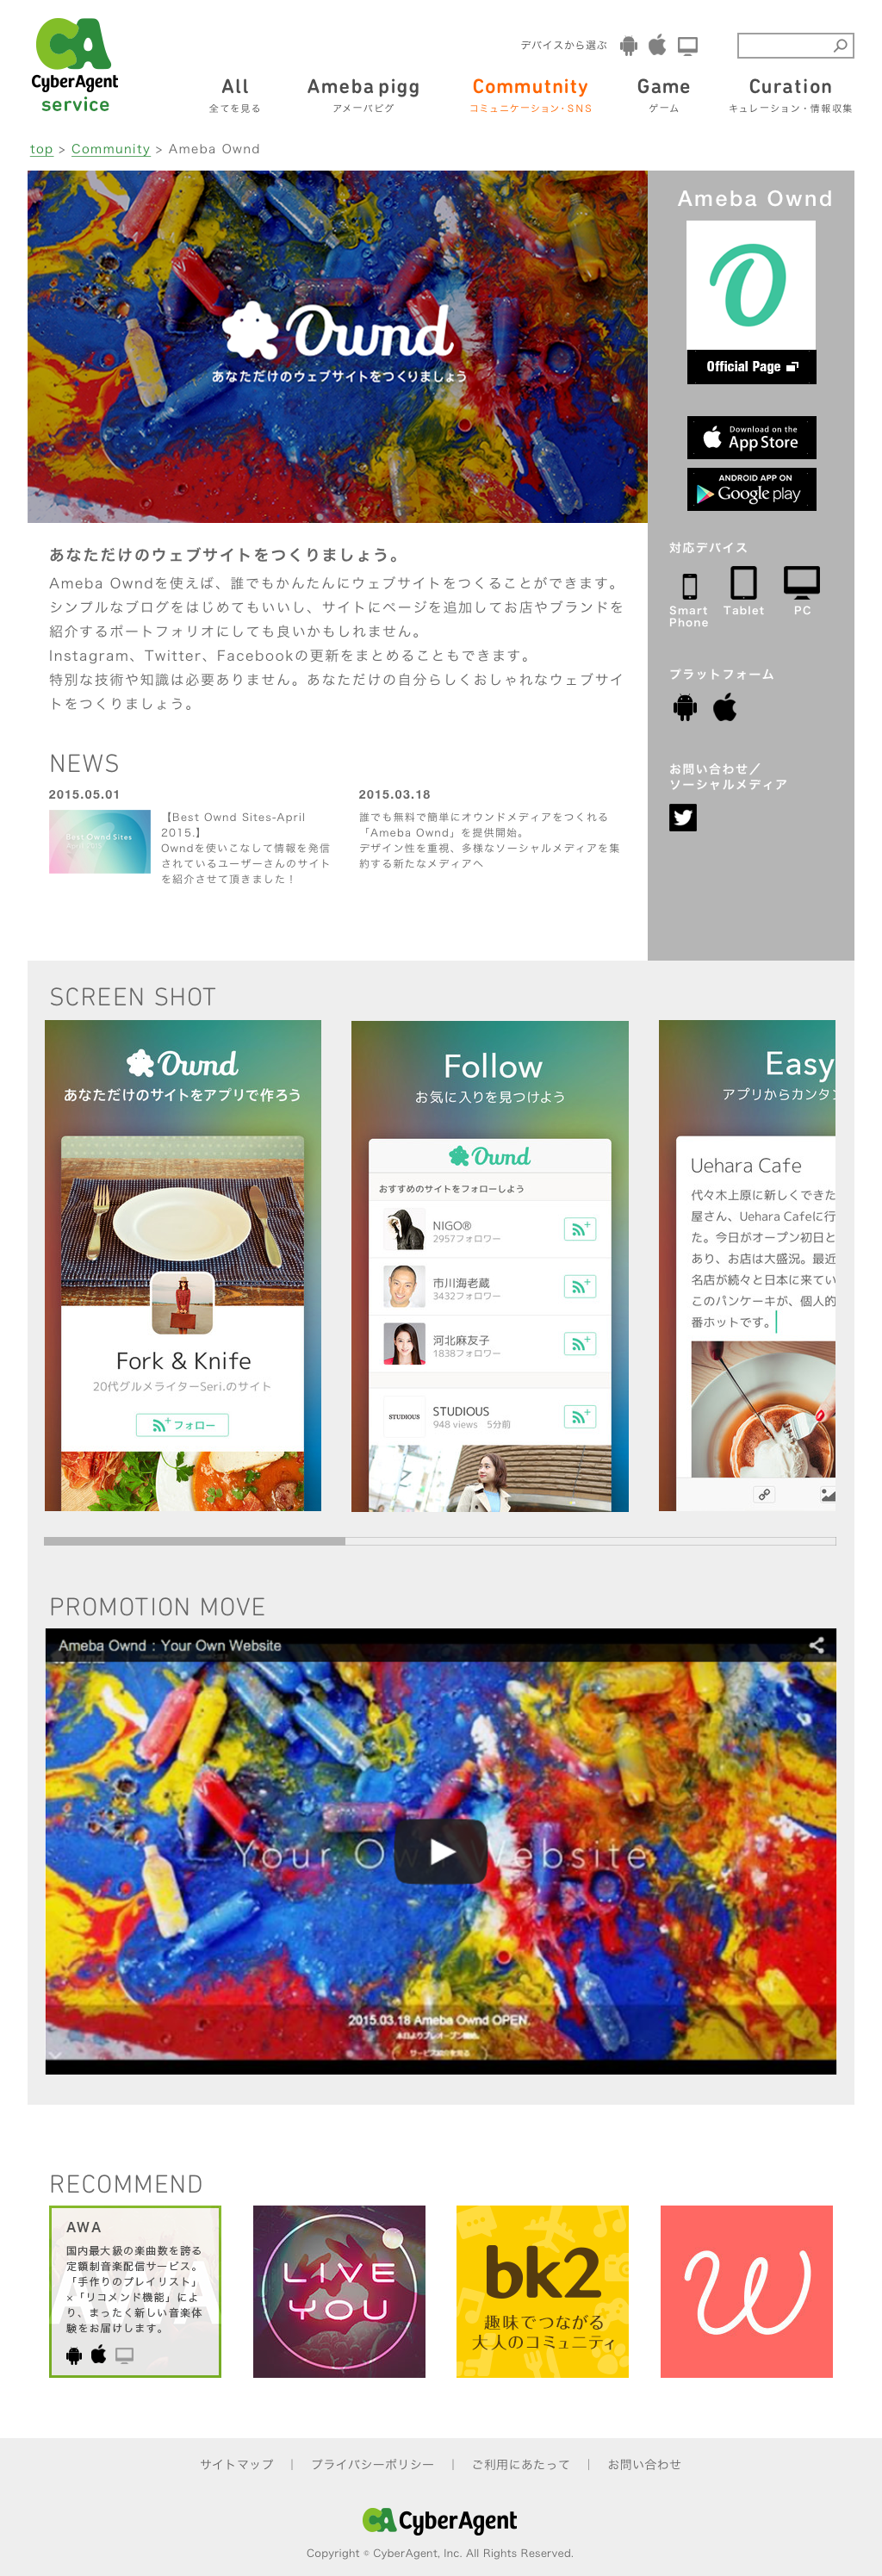 CyberAgent
service
デバイスから選ぶ
All
全てを見る
Ameba pigg
アメーバピグ
Commutnity
コミュニケーション・SNS
Game
ゲーム
Curation
キュレーション・情報収集
top > Community > Ameba Ownd
Ownd
あなただけのウェブサイトをつくりましょう
Ameba Ownd
O
Official Page
Download on the
App Store
ANDROID APP ON
Google play
対応デバイス
Smart
Phone
Tablet
PC
プラットフォーム
お問い合わせ／
ソーシャルメディア
あなただけのウェブサイトをつくりましょう。
Ameba Owndを使えば、誰でもかんたんにウェブサイトをつくることができます。
シンプルなブログをはじめてもいいし、サイトにページを追加してお店やブランドを
紹介するポートフォリオにしても良いかもしれません。
Instagram、Twitter、Facebookの更新をまとめることもできます。
特別な技術や知識は必要ありません。あなただけの自分らしくおしゃれなウェブサイ
トをつくりましょう。
NEWS
2015.05.01
Best Ownd Sites
【Best Ownd Sites-April
2015.】
Owndを使いこなして情報を発信
されているユーザーさんのサイト
を紹介させて頂きました！
2015.03.18
誰でも無料で簡単にオウンドメディアをつくれる
「Ameba Ownd」を提供開始。
デザイン性を重視、多様なソーシャルメディアを集
約する新たなメディアへ
SCREEN SHOT
Ownd
あなただけのサイトをアプリで作ろう
Fork & Knife
20代グルメライターSeri.のサイト
フォロー
Follow
お気に入りを見つけよう
Ownd
おすすめのサイトをフォローしよう
NIGO®
2957フォロワー
市川海老蔵
3432フォロワー
河北麻友子
1838フォロワー
STUDIOUS
STUDIOUS
948 views 5分前
Easy
アプリからカンタン
Uehara Cafe
代々木上原に新しくできた
屋さん、Uehara Cafeに行
た。今日がオープン初日と
あり、お店は大盛況。最近
名店が続々と日本に来てい
このパンケーキが、個人的
番ホットです。
PROMOTION MOVE
Ameba Ownd : Your Own Website
Your Own Website
2015.03.18 Ameba Ownd OPEN.
本日よりプレオープン開始。
サービス紹介を見る
RECOMMEND
AWA
国内最大級の楽曲数を誇る
定額制音楽配信サービス。
「手作りのプレイリスト」
×「リコメンド機能」によ
り、まったく新しい音楽体
験をお届けします。
LIVE
YOU
bk2
趣味でつながる
大人のコミュニティ
W
サイトマップ | プライバシーポリシー | ご利用にあたって | お問い合わせ
CyberAgent
Copyright © CyberAgent, Inc. All Rights Reserved.